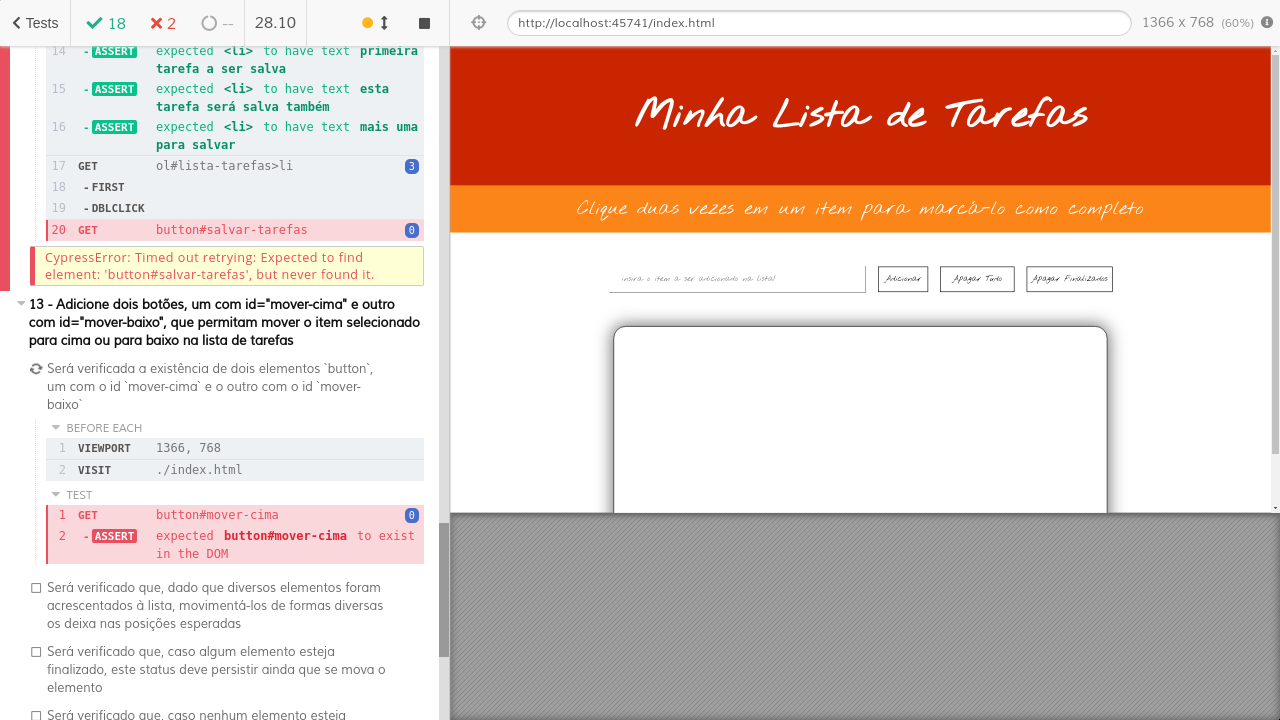 Tests 18 2 -- 28.10 http://localhost:45741/index.html 1366 x 768 (60%)
14 - ASSERT expected <li> to have text primeira
tarefa a ser salva
15 - ASSERT expected <li> to have text esta
tarefa será salva também
16 - ASSERT expected <li> to have text mais uma
para salvar
17 GET ol#lista-tarefas>li 3
18 - FIRST
19 - DBLCLICK
20 GET button#salvar-tarefas 0
CypressError: Timed out retrying: Expected to find
element: 'button#salvar-tarefas', but never found it.
13 - Adicione dois botões, um com id="mover-cima" e outro
com id="mover-baixo", que permitam mover o item selecionado
para cima ou para baixo na lista de tarefas
Será verificada a existência de dois elementos `button`,
um com o id `mover-cima` e o outro com o id `mover-
baixo`
BEFORE EACH
1 VIEWPORT 1366, 768
2 VISIT ./index.html
TEST
1 GET button#mover-cima 0
2 - ASSERT expected button#mover-cima to exist
in the DOM
Será verificado que, dado que diversos elementos foram
acrescentados à lista, movimentá-los de formas diversas
os deixa nas posições esperadas
Será verificado que, caso algum elemento esteja
finalizado, este status deve persistir ainda que se mova o
elemento
Será verificado que, caso nenhum elemento esteja
Minha Lista de Tarefas
Clique duas vezes em um item para marcá-lo como completo
insira o item a ser adicionado na lista! Adicionar Apagar Tudo Apagar Finalizados